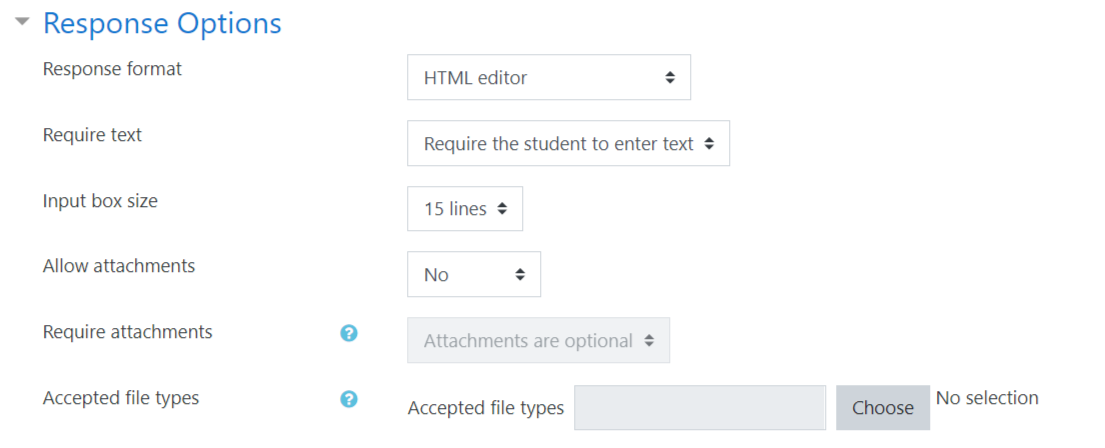 Response Options
Response format
HTML editor
Require text
Require the student to enter text
Input box size
15 lines
Allow attachments
No
Require attachments
?
Attachments are optional
Accepted file types
?
Accepted file types
Choose
No selection